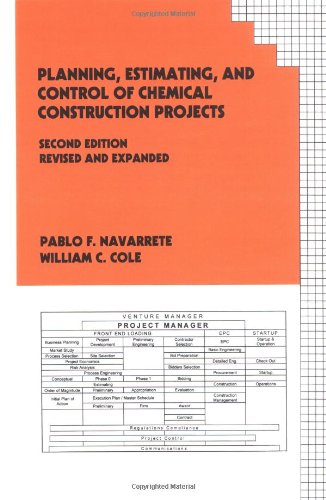 PLANNING, ESTIMATING, AND
CONTROL OF CHEMICAL
CONSTRUCTION PROJECTS
SECOND EDITION
REVISED AND EXPANDED
PABLO F. NAVARRETE
WILLIAM C. COLE
VENTURE MANAGER
PROJECT MANAGER
FRONT END LOADING EPC STARTUP
Business Planning Project Development Preliminary Engineering Contractor Selection EPC Startup & Operation
Market Study Basic Engineering
Process Selection Site Selection Bid Preparation
Project Economics Detailed Eng. Check Out
Risk Analysis Bidders Selection
Process Engineering Procurement Startup
Conceptual Phase 0 Phase 1 Bidding
Estimating Construction Operations
Order of Magnitude Preliminary Appropriation Evaluation
Initial Plan of Action Execution Plan / Master Schedule Construction Management
Preliminary Firm Award
Contract
Regulations Compliance
Project Control
Communications